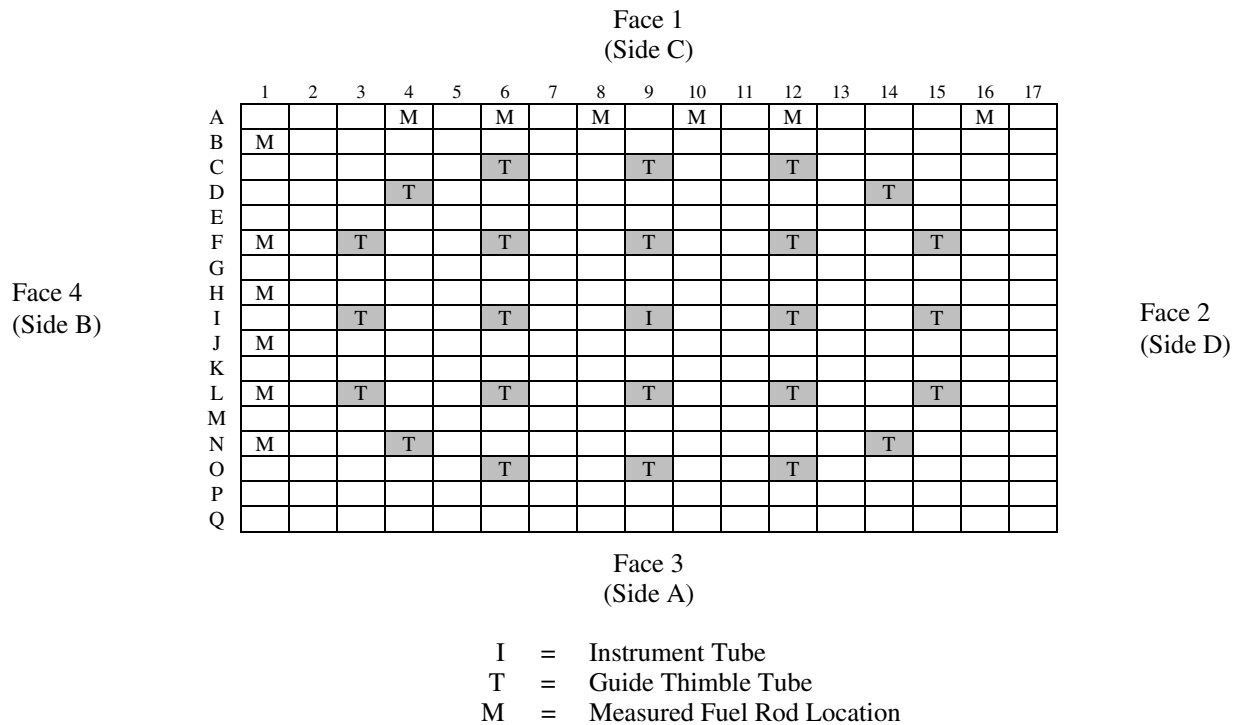 Face 1
(Side C)
1 2 3 4 5 6 7 8 9 10 11 12 13 14 15 16 17
A M M M M M M
B M
C T T T
D T T
E
F M T T T T T
G
H M
Face 4
(Side B)
I T T I T T
Face 2
(Side D)
J M
K
L M T T T T T
M
N M T T
O T T T
P
Q
Face 3
(Side A)
I = Instrument Tube
T = Guide Thimble Tube
M = Measured Fuel Rod Location